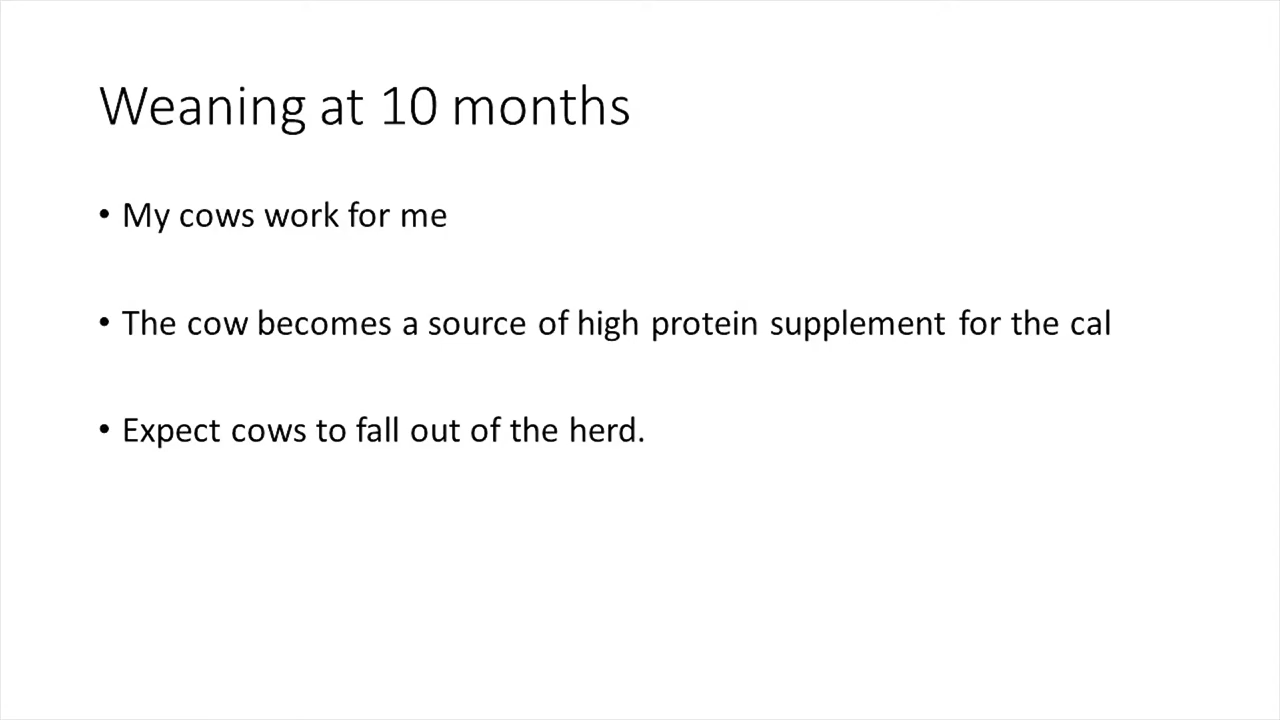 Weaning at 10 months
• My cows work for me
• The cow becomes a source of high protein supplement for the cal
• Expect cows to fall out of the herd.